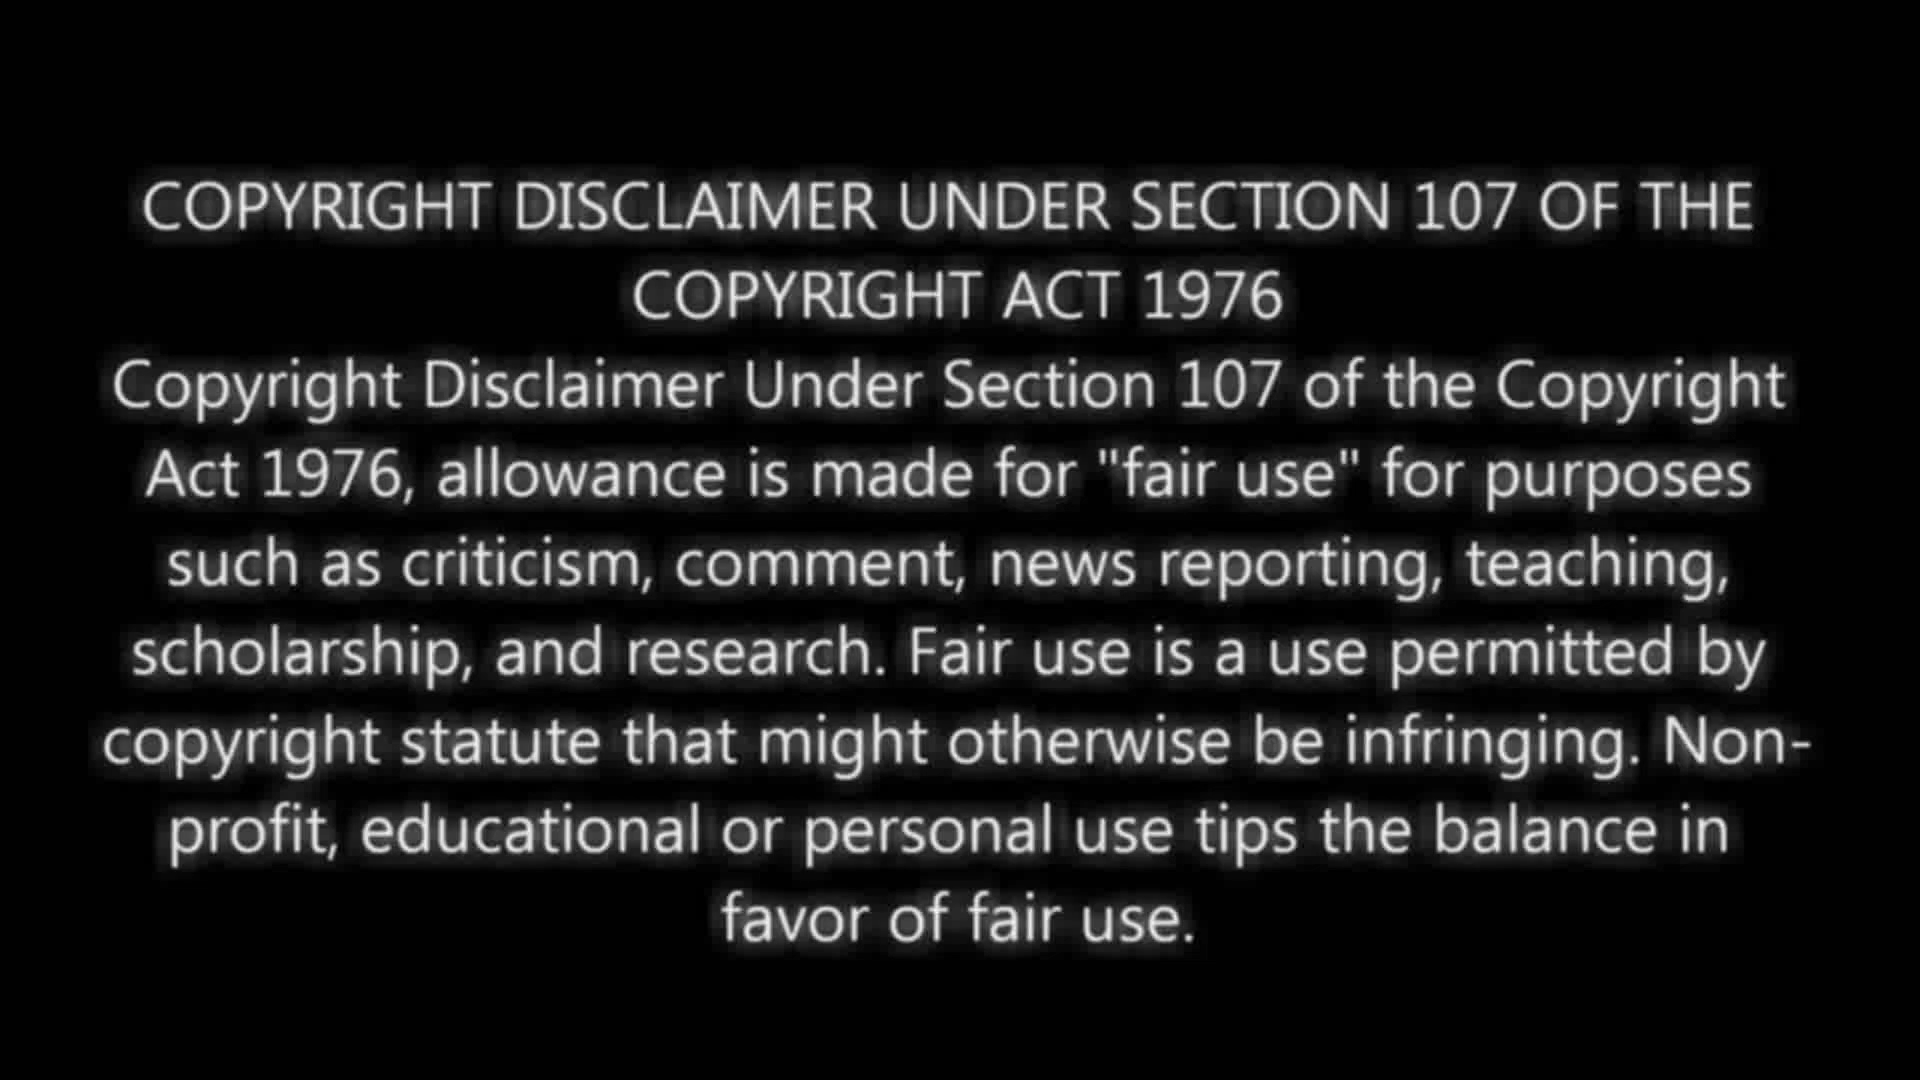 COPYRIGHT DISCLAIMER UNDER SECTION 107 OF THE
COPYRIGHT ACT 1976
Copyright Disclaimer Under Section 107 of the Copyright
Act 1976, allowance is made for "fair use" for purposes
such as criticism, comment, news reporting, teaching,
scholarship, and research. Fair use is a use permitted by
copyright statute that might otherwise be infringing. Non-
profit, educational or personal use tips the balance in
favor of fair use.